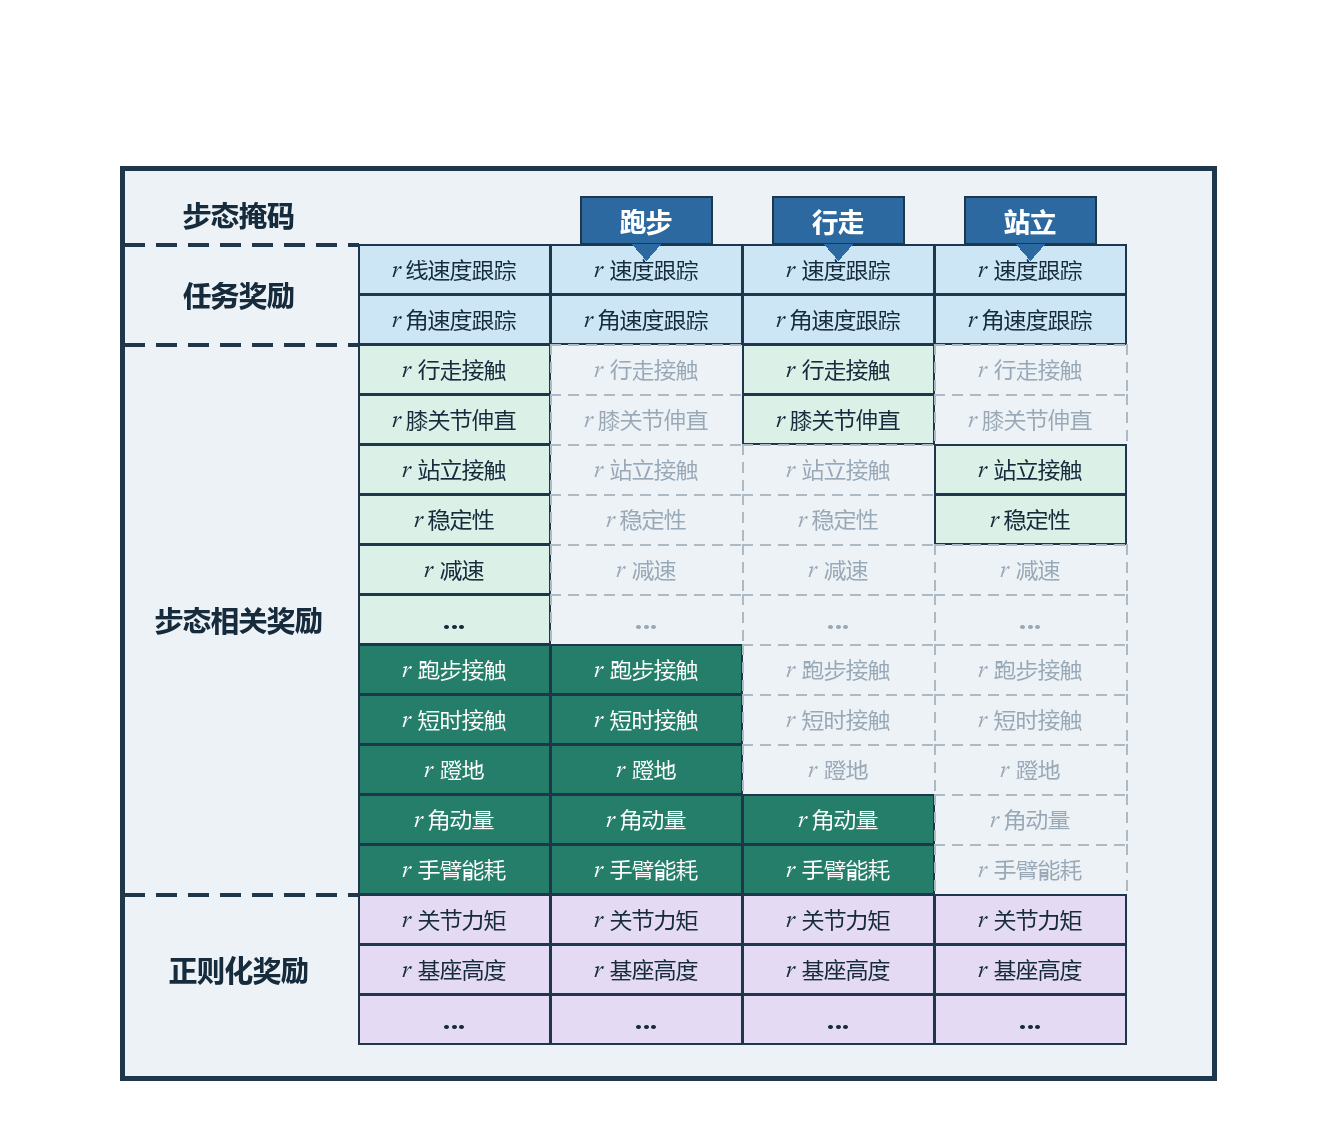 步态掩码 跑步 行走 站立
任务奖励
r 线速度跟踪 r 速度跟踪 r 速度跟踪 r 速度跟踪
r 角速度跟踪 r 角速度跟踪 r 角速度跟踪 r 角速度跟踪
步态相关奖励
r 行走接触 r 行走接触 r 行走接触 r 行走接触
r 膝关节伸直 r 膝关节伸直 r 膝关节伸直 r 膝关节伸直
r 站立接触 r 站立接触 r 站立接触 r 站立接触
r 稳定性 r 稳定性 r 稳定性 r 稳定性
r 减速 r 减速 r 减速 r 减速
... ... ... ...
r 跑步接触 r 跑步接触 r 跑步接触 r 跑步接触
r 短时接触 r 短时接触 r 短时接触 r 短时接触
r 蹬地 r 蹬地 r 蹬地 r 蹬地
r 角动量 r 角动量 r 角动量 r 角动量
r 手臂能耗 r 手臂能耗 r 手臂能耗 r 手臂能耗
正则化奖励
r 关节力矩 r 关节力矩 r 关节力矩 r 关节力矩
r 基座高度 r 基座高度 r 基座高度 r 基座高度
... ... ... ...